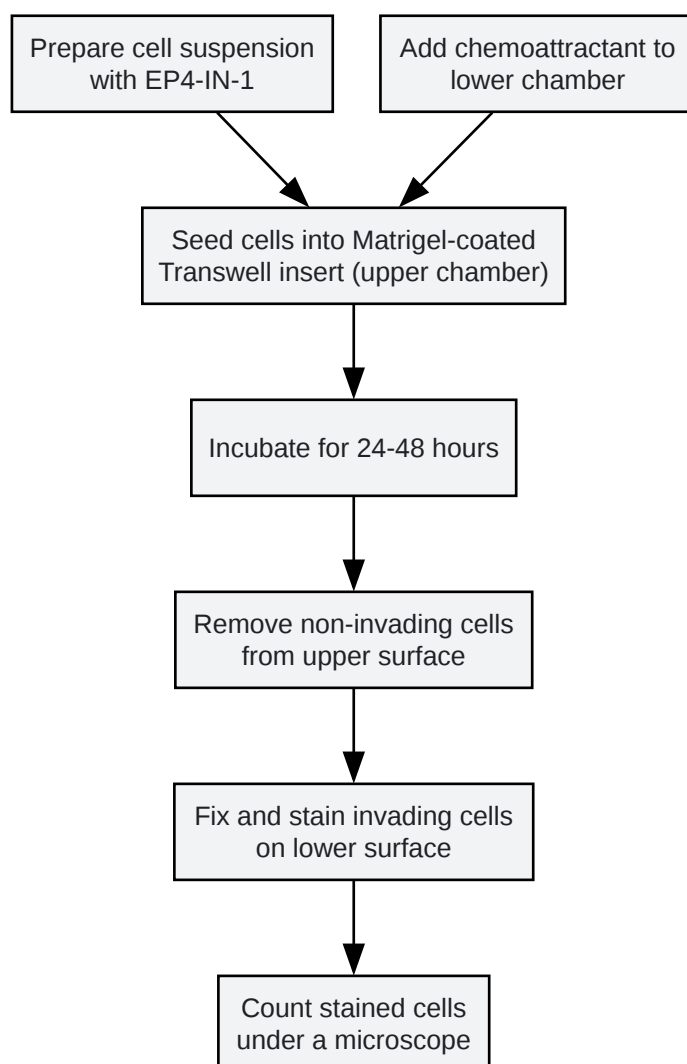 Prepare cell suspension
with EP4-IN-1
Add chemoattractant to
lower chamber
Seed cells into Matrigel-coated
Transwell insert (upper chamber)
Incubate for 24-48 hours
Remove non-invading cells
from upper surface
Fix and stain invading cells
on lower surface
Count stained cells
under a microscope